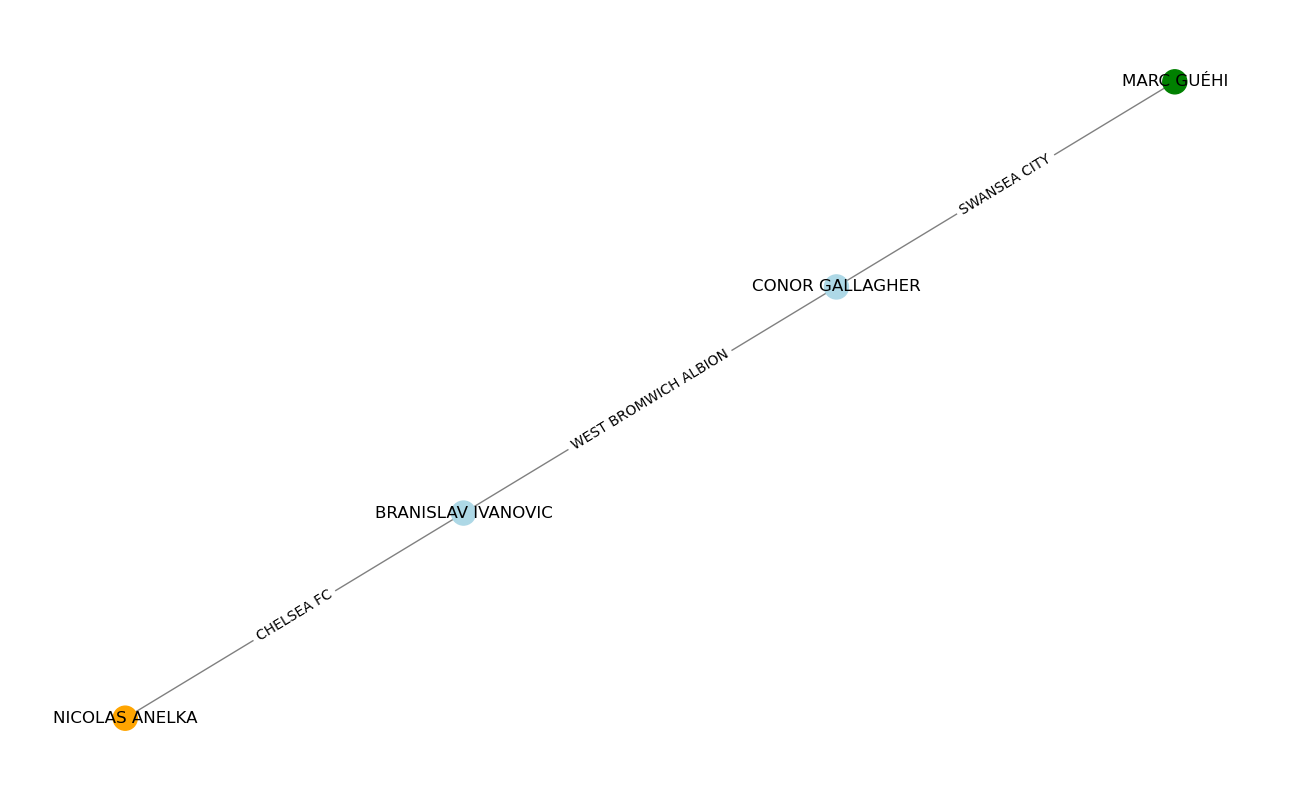 MARC GUÉHI
SWANSEA CITY
CONOR GALLAGHER
WEST BROMWICH ALBION
BRANISLAV IVANOVIC
CHELSEA FC
NICOLAS ANELKA